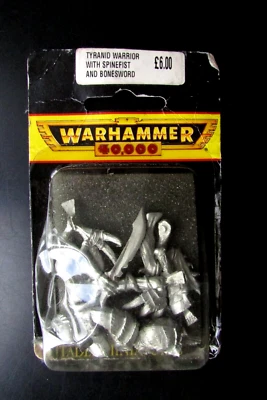 TYRANID WARRIOR
WITH SPINEFIST
AND BONESWORD
£6.00
WARHAMMER
40,000